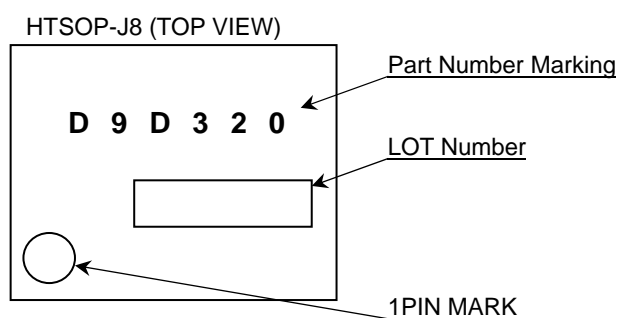 HTSOP-J8 (TOP VIEW)
Part Number Marking
D 9 D 3 2 0
LOT Number
1PIN MARK